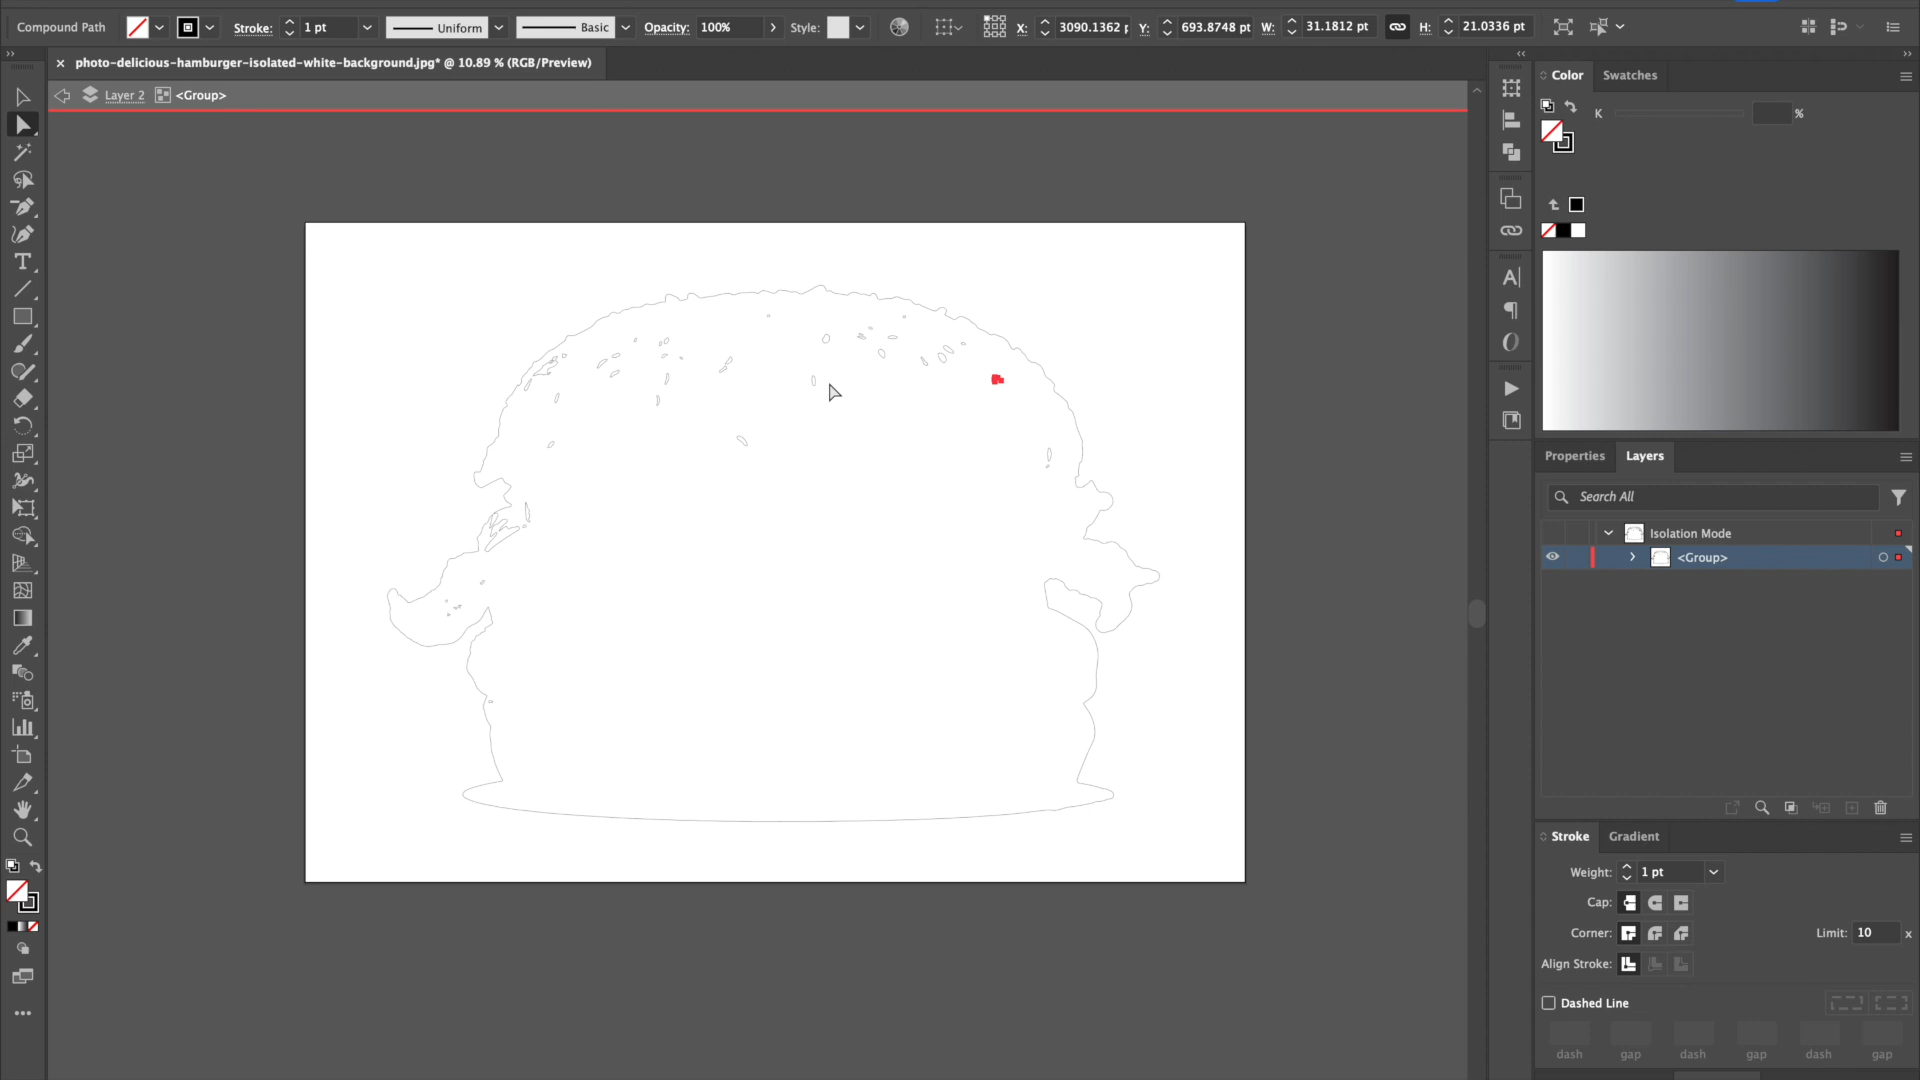 Compound Path Stroke: 1 pt Uniform Basic Opacity: 100% Style: X: 3090.1362 p Y: 693.8748 pt W: 31.1812 pt H: 21.0336 pt
photo-delicious-hamburger-isolated-white-background.jpg* @ 10.89 % (RGB/Preview)
Layer 2 <Group>
Color Swatches
K %
Properties Layers
Search All
Isolation Mode
<Group>
Stroke Gradient
Weight: 1 pt
Cap:
Corner: Limit: 10 x
Align Stroke:
Dashed Line
dash gap dash gap dash gap